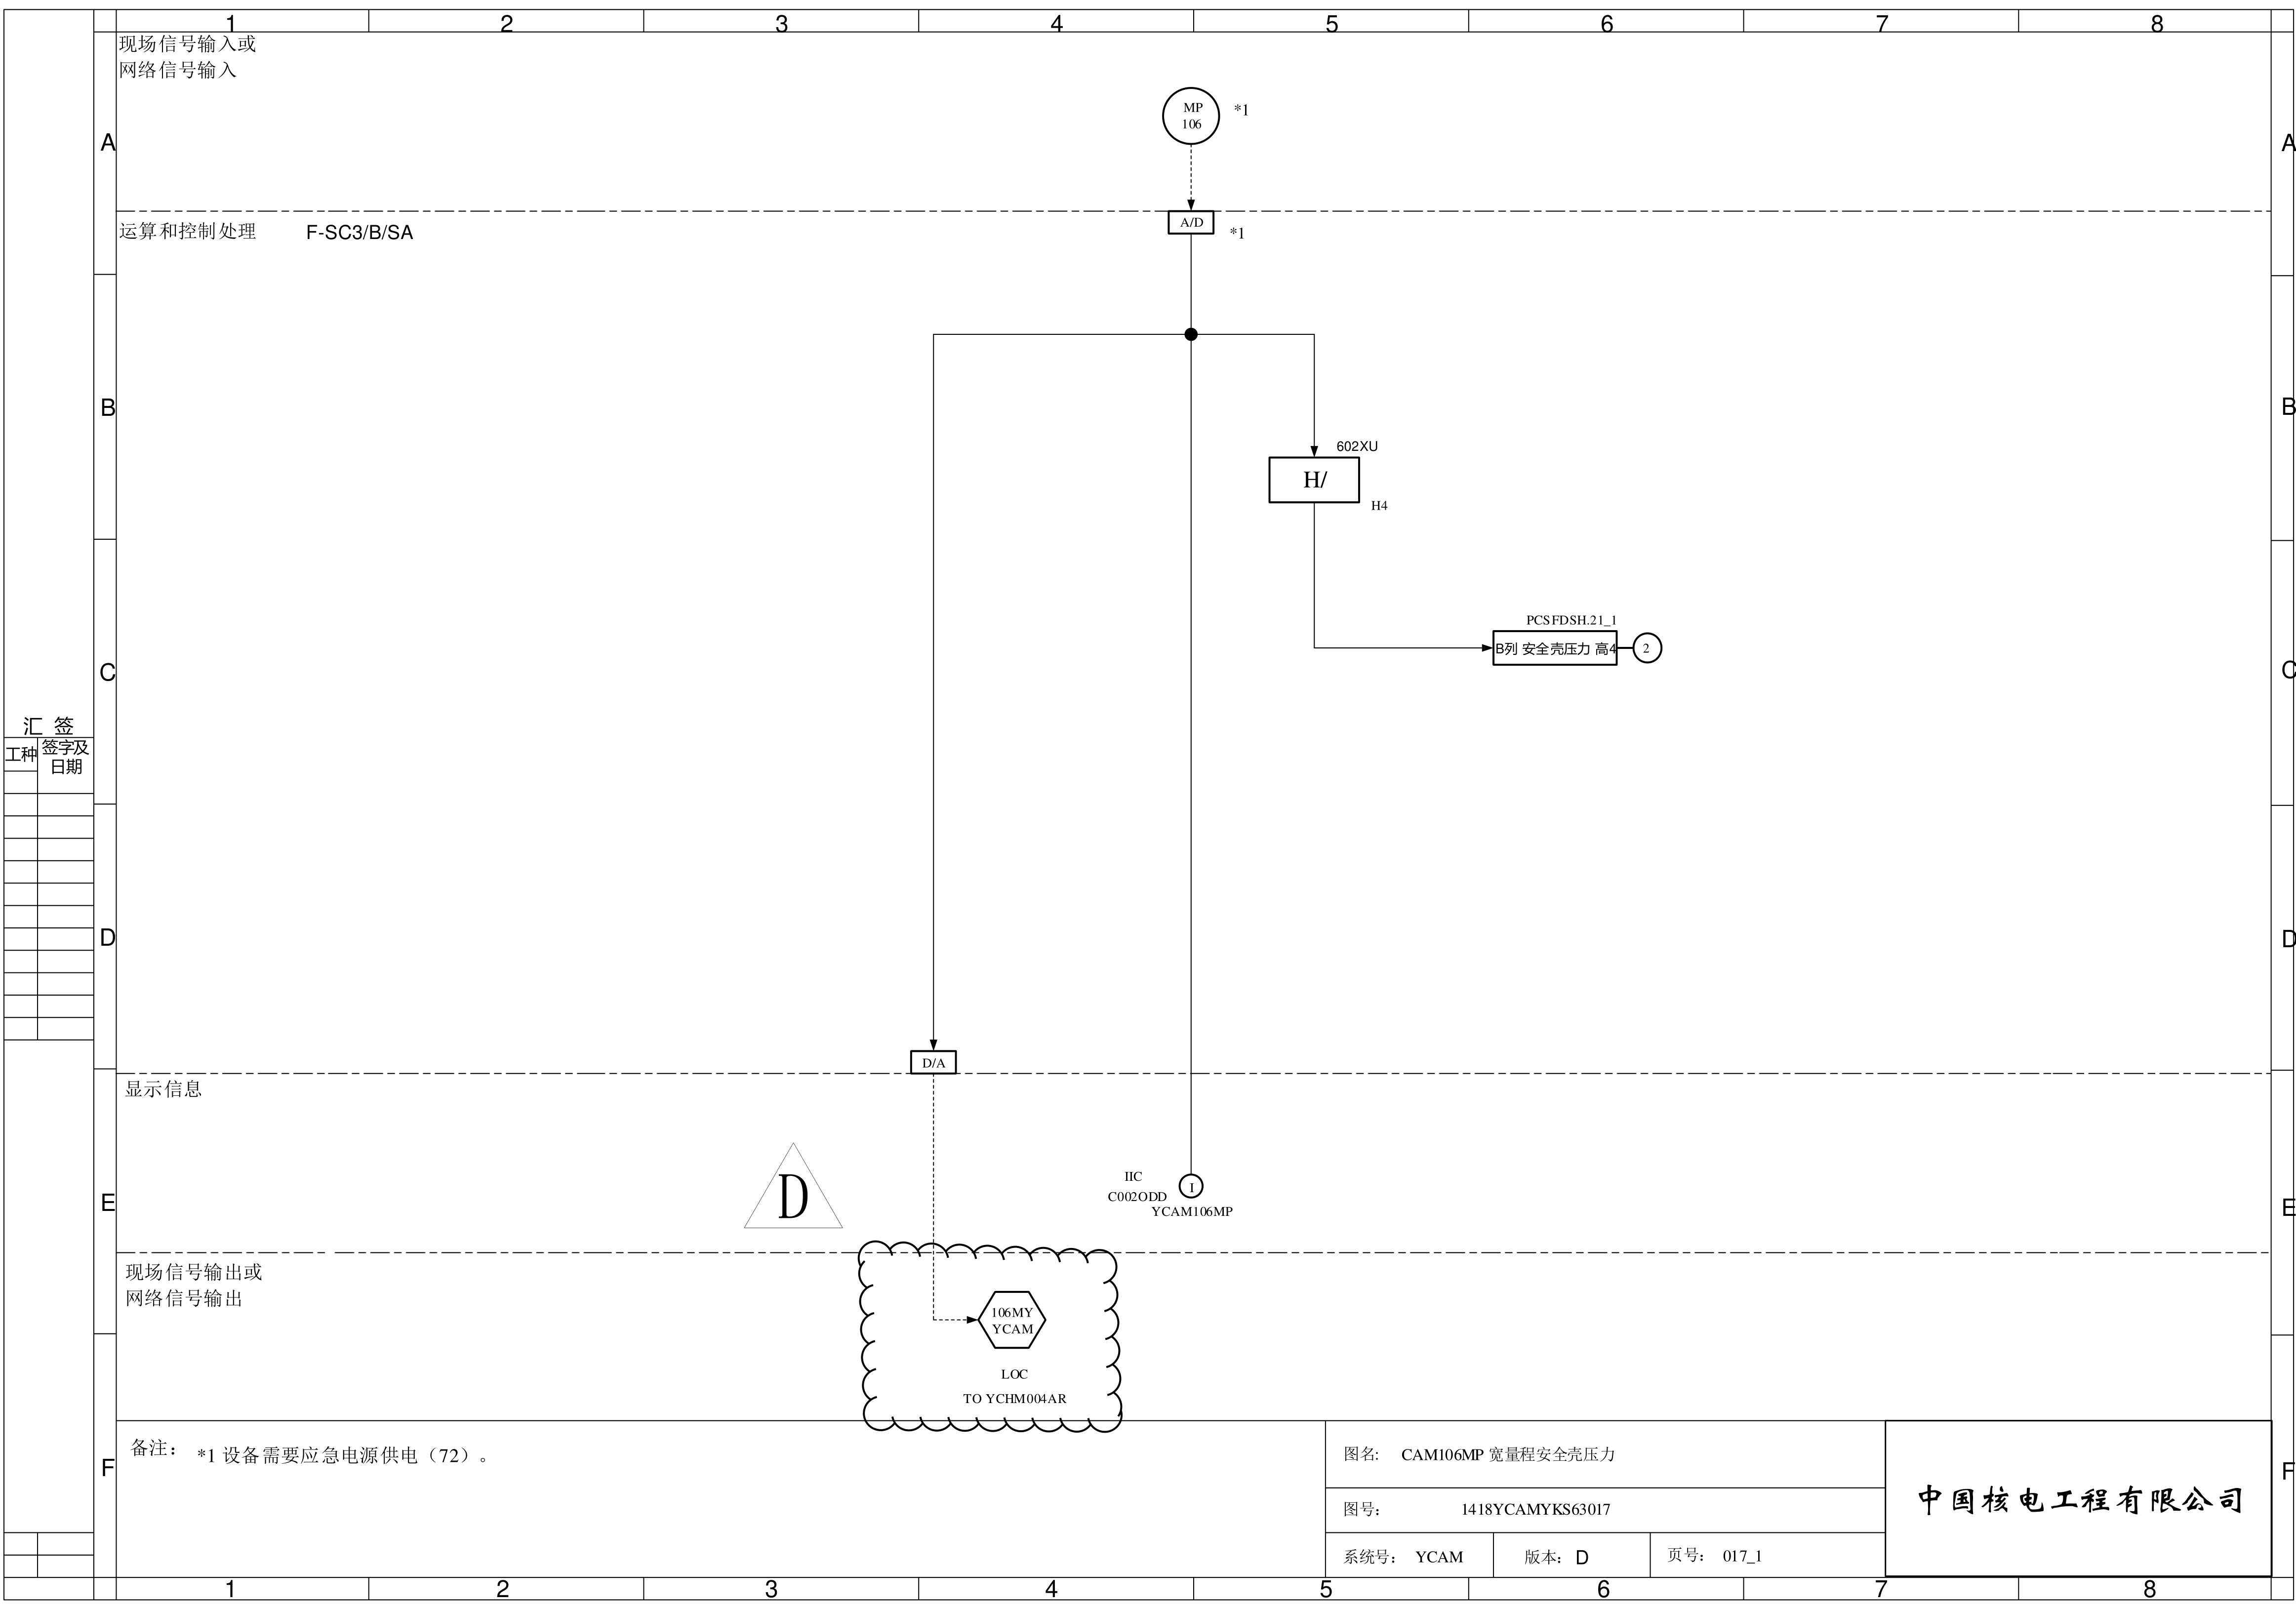 1 2 3 4 5 6 7 8
现场信号输入或
网络信号输入
MP
106
*1
A A
A/D
*1
运算和控制处理 F-SC3/B/SA
B B
602XU
H/
H4
PCSFDSH.21_1
B列 安全壳压力 高4
2
C C
汇 签
工种
签字及
日期
D D
D/A
显示信息
D
IIC
C002ODD
I
YCAM106MP
E E
现场信号输出或
网络信号输出
106MY
YCAM
LOC
TO YCHM004AR
备注： *1 设备需要应急电源供电（72）。
F F
图名: CAM106MP 宽量程安全壳压力
图号: 1418YCAMYKS63017
系统号: YCAM
版本: D
页号: 017_1
中国核电工程有限公司
1 2 3 4 5 6 7 8